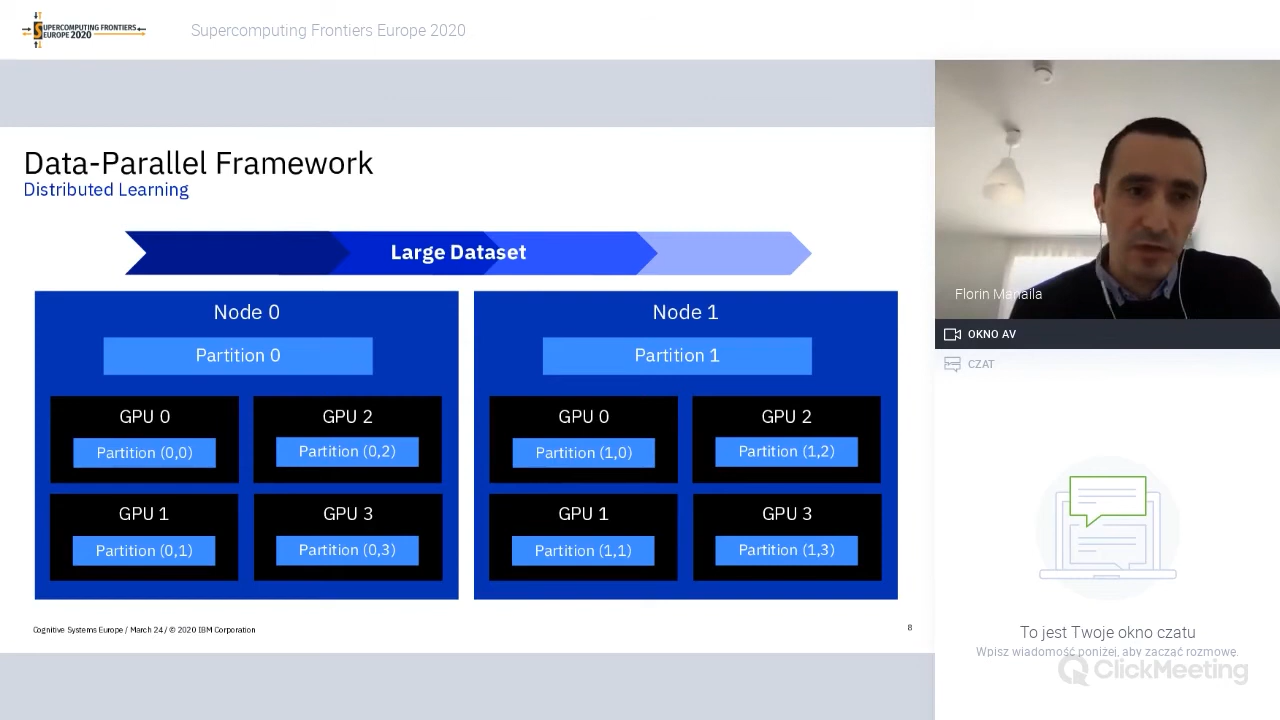 SUPERCOMPUTING FRONTIERS
EUROPE 2020
Supercomputing Frontiers Europe 2020
Data-Parallel Framework
Distributed Learning
Large Dataset
Node 0
Partition 0
GPU 0
Partition (0,0)
GPU 2
Partition (0,2)
GPU 1
Partition (0,1)
GPU 3
Partition (0,3)
Node 1
Partition 1
GPU 0
Partition (1,0)
GPU 2
Partition (1,2)
GPU 1
Partition (1,1)
GPU 3
Partition (1,3)
Cognitive Systems Europe / March 24 / © 2020 IBM Corporation
8
Florin Manaila
OKNO AV
CZAT
To jest Twoje okno czatu
Wpisz wiadomość poniżej, aby zacząć rozmowę.
ClickMeeting